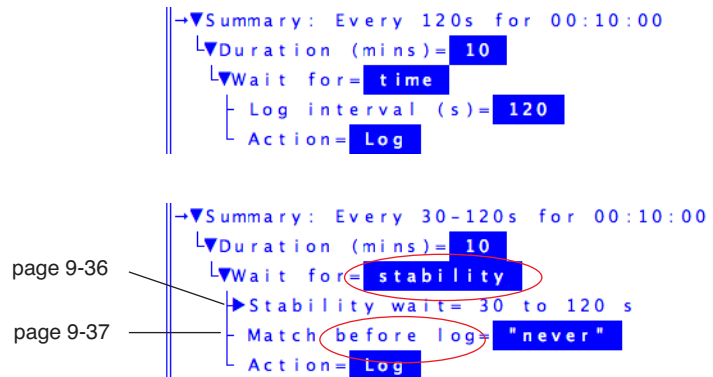 Summary: Every 120s for 00:10:00
Duration (mins)= 10
Wait for= time
Log interval (s)= 120
Action= Log
Summary: Every 30-120s for 00:10:00
Duration (mins)= 10
Wait for= stability
page 9-36
Stability wait= 30 to 120 s
page 9-37
Match before log= "never"
Action= Log